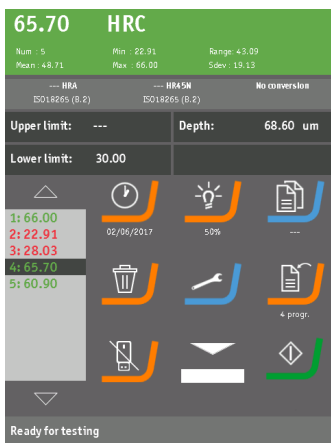 65.70 HRC
Num : 5 Min : 22.91 Range: 43.09
Mean : 48.71 Max : 66.00 Sdev : 19.13
--- HRA --- HR45N No conversion
ISO18265 (B.2) ISO18265 (B.2)
Upper limit: --- Depth: 68.60 um
Lower limit: 30.00
1: 66.00
2: 22.91
3: 28.03
4: 65.70
5: 60.90
02/06/2017 50% ---
4 progr.
Ready for testing